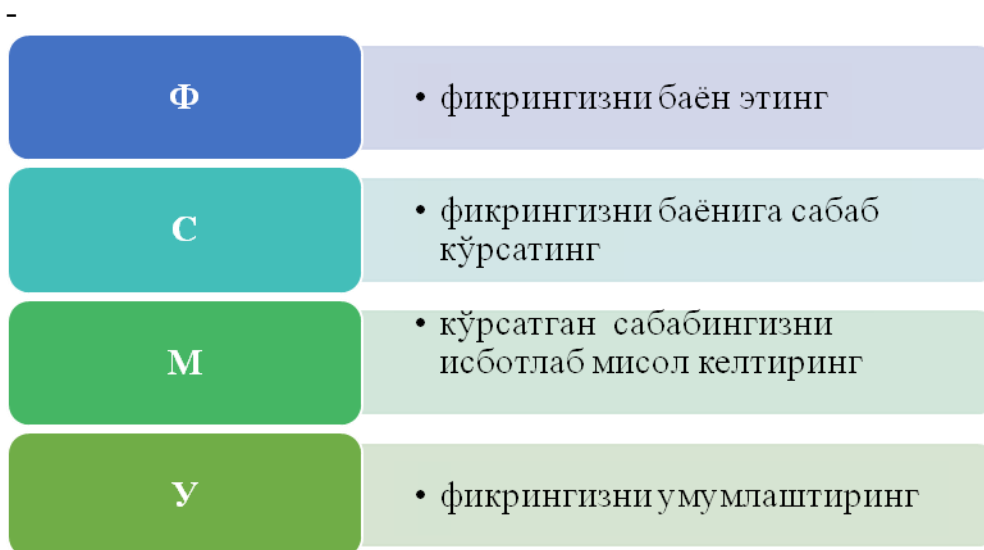 -
Ф
• фикрингизни баён этинг
С
• фикрингизни баёнига сабаб
кўрсатинг
М
• кўрсатган сабабингизни
исботлаб мисол келтиринг
У
• фикрингизни умумлаштиринг